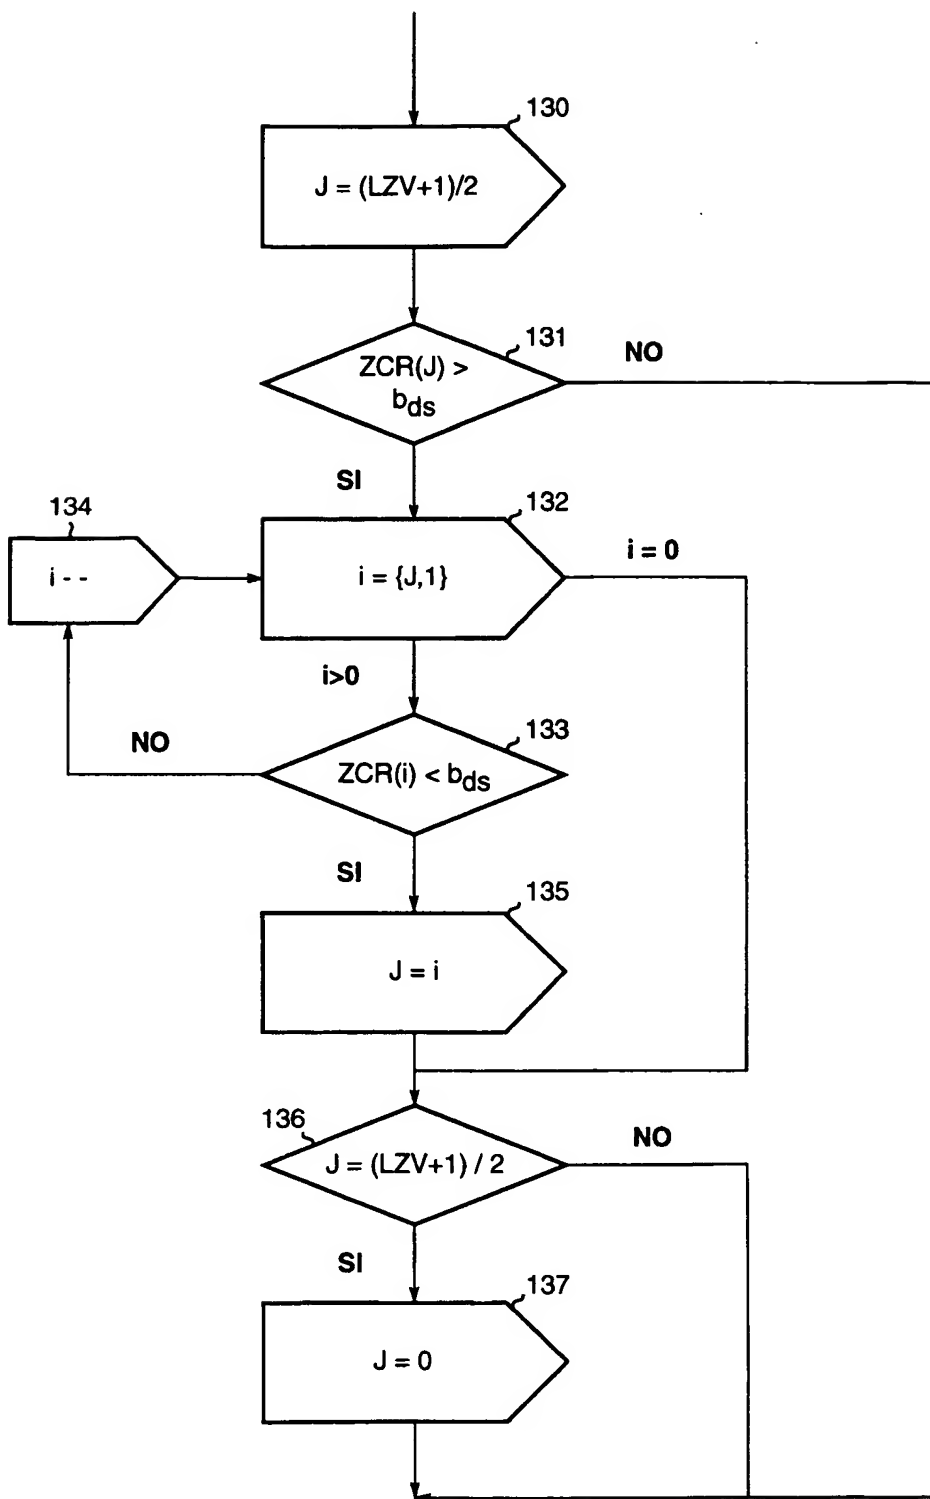 130
J = (LZV+1)/2
131
ZCR(J) >
b_ds
NO
SI
132
134
i - -
i = {J,1}
i = 0
i>0
133
NO
ZCR(i) < b_ds
SI
135
J = i
136
J = (LZV+1) / 2
NO
SI
137
J = 0